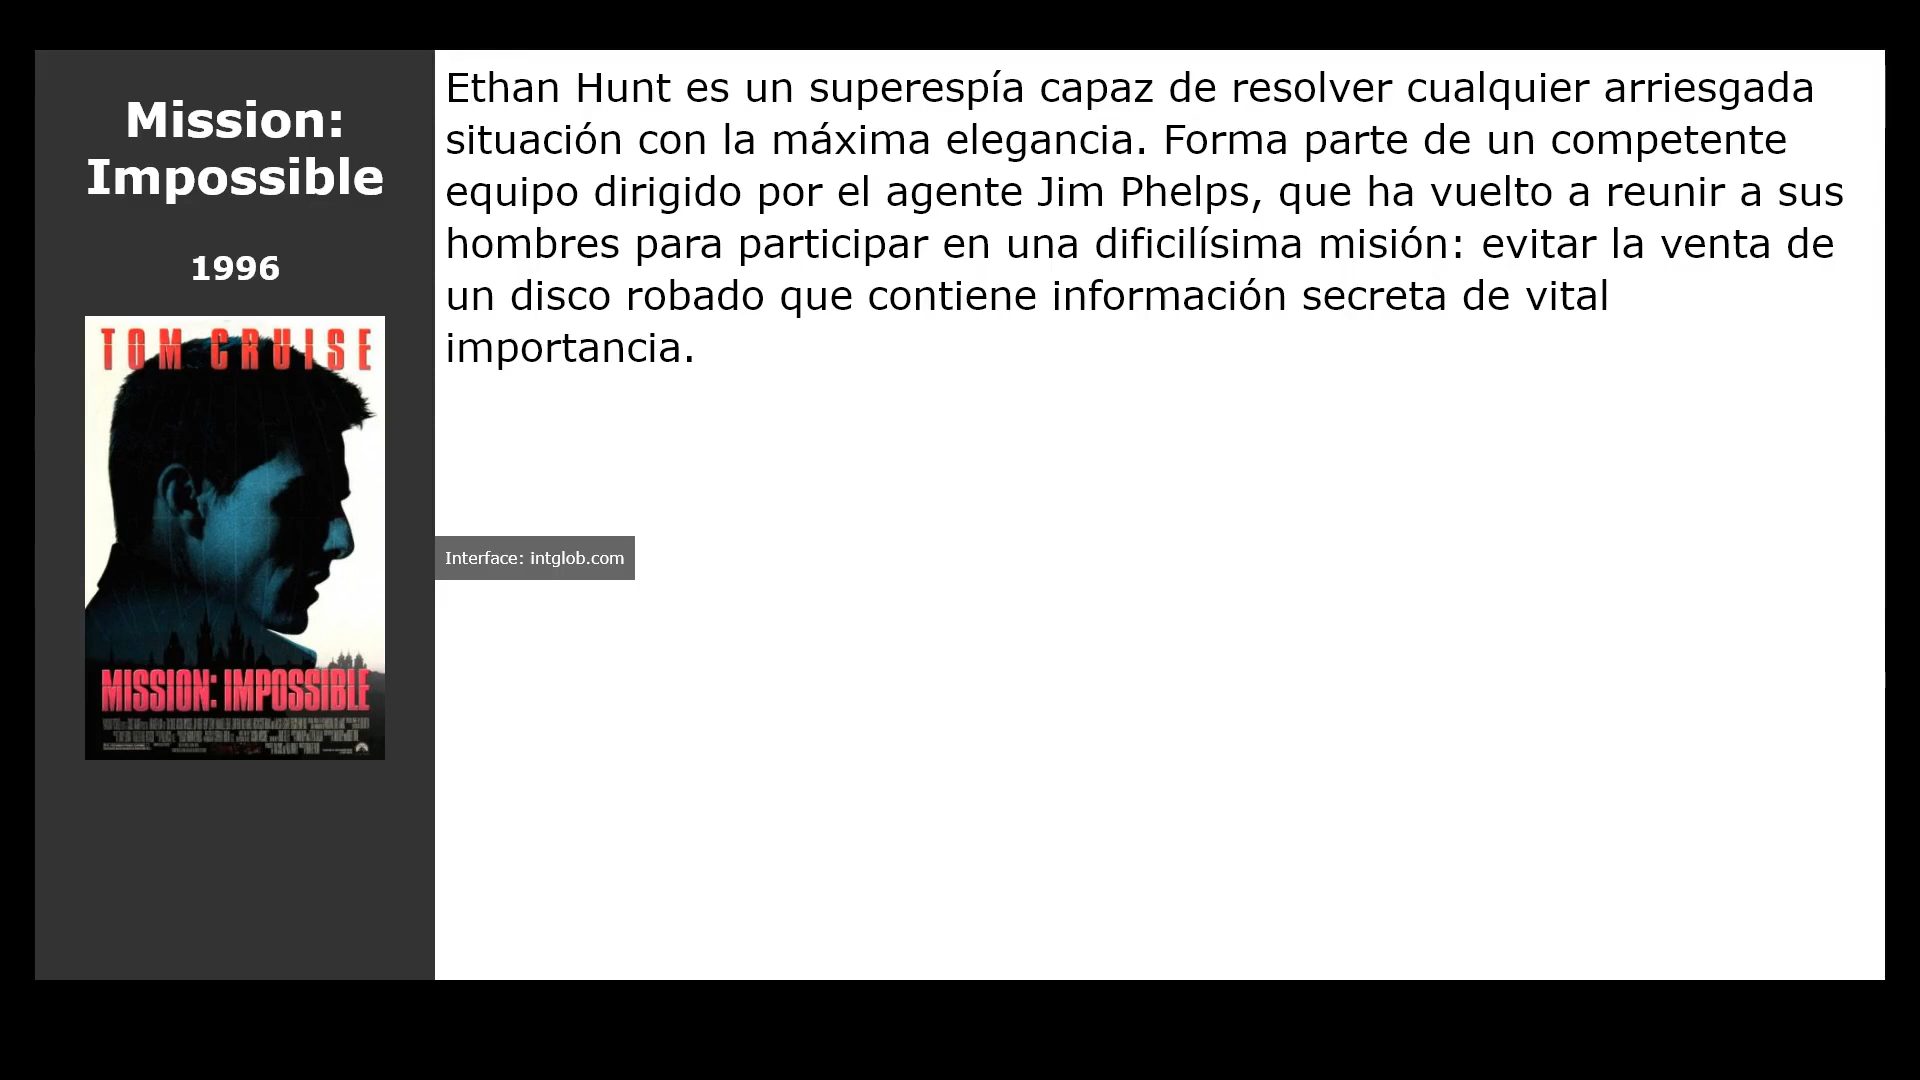 Mission:
Impossible
1996
TOM CRUISE
MISSION: IMPOSSIBLE
Ethan Hunt es un superespía capaz de resolver cualquier arriesgada
situación con la máxima elegancia. Forma parte de un competente
equipo dirigido por el agente Jim Phelps, que ha vuelto a reunir a sus
hombres para participar en una dificilísima misión: evitar la venta de
un disco robado que contiene información secreta de vital
importancia.
Interface: intglob.com